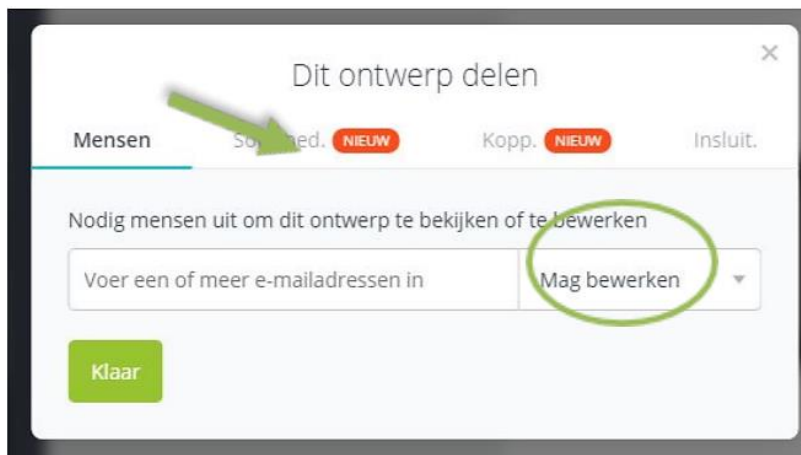 Dit ontwerp delen
×
Mensen
NIEUW
Kopp. NIEUW
Insluit.
Nodig mensen uit om dit ontwerp te bekijken of te bewerken
Voer een of meer e-mailadressen in
Mag bewerken
Klaar